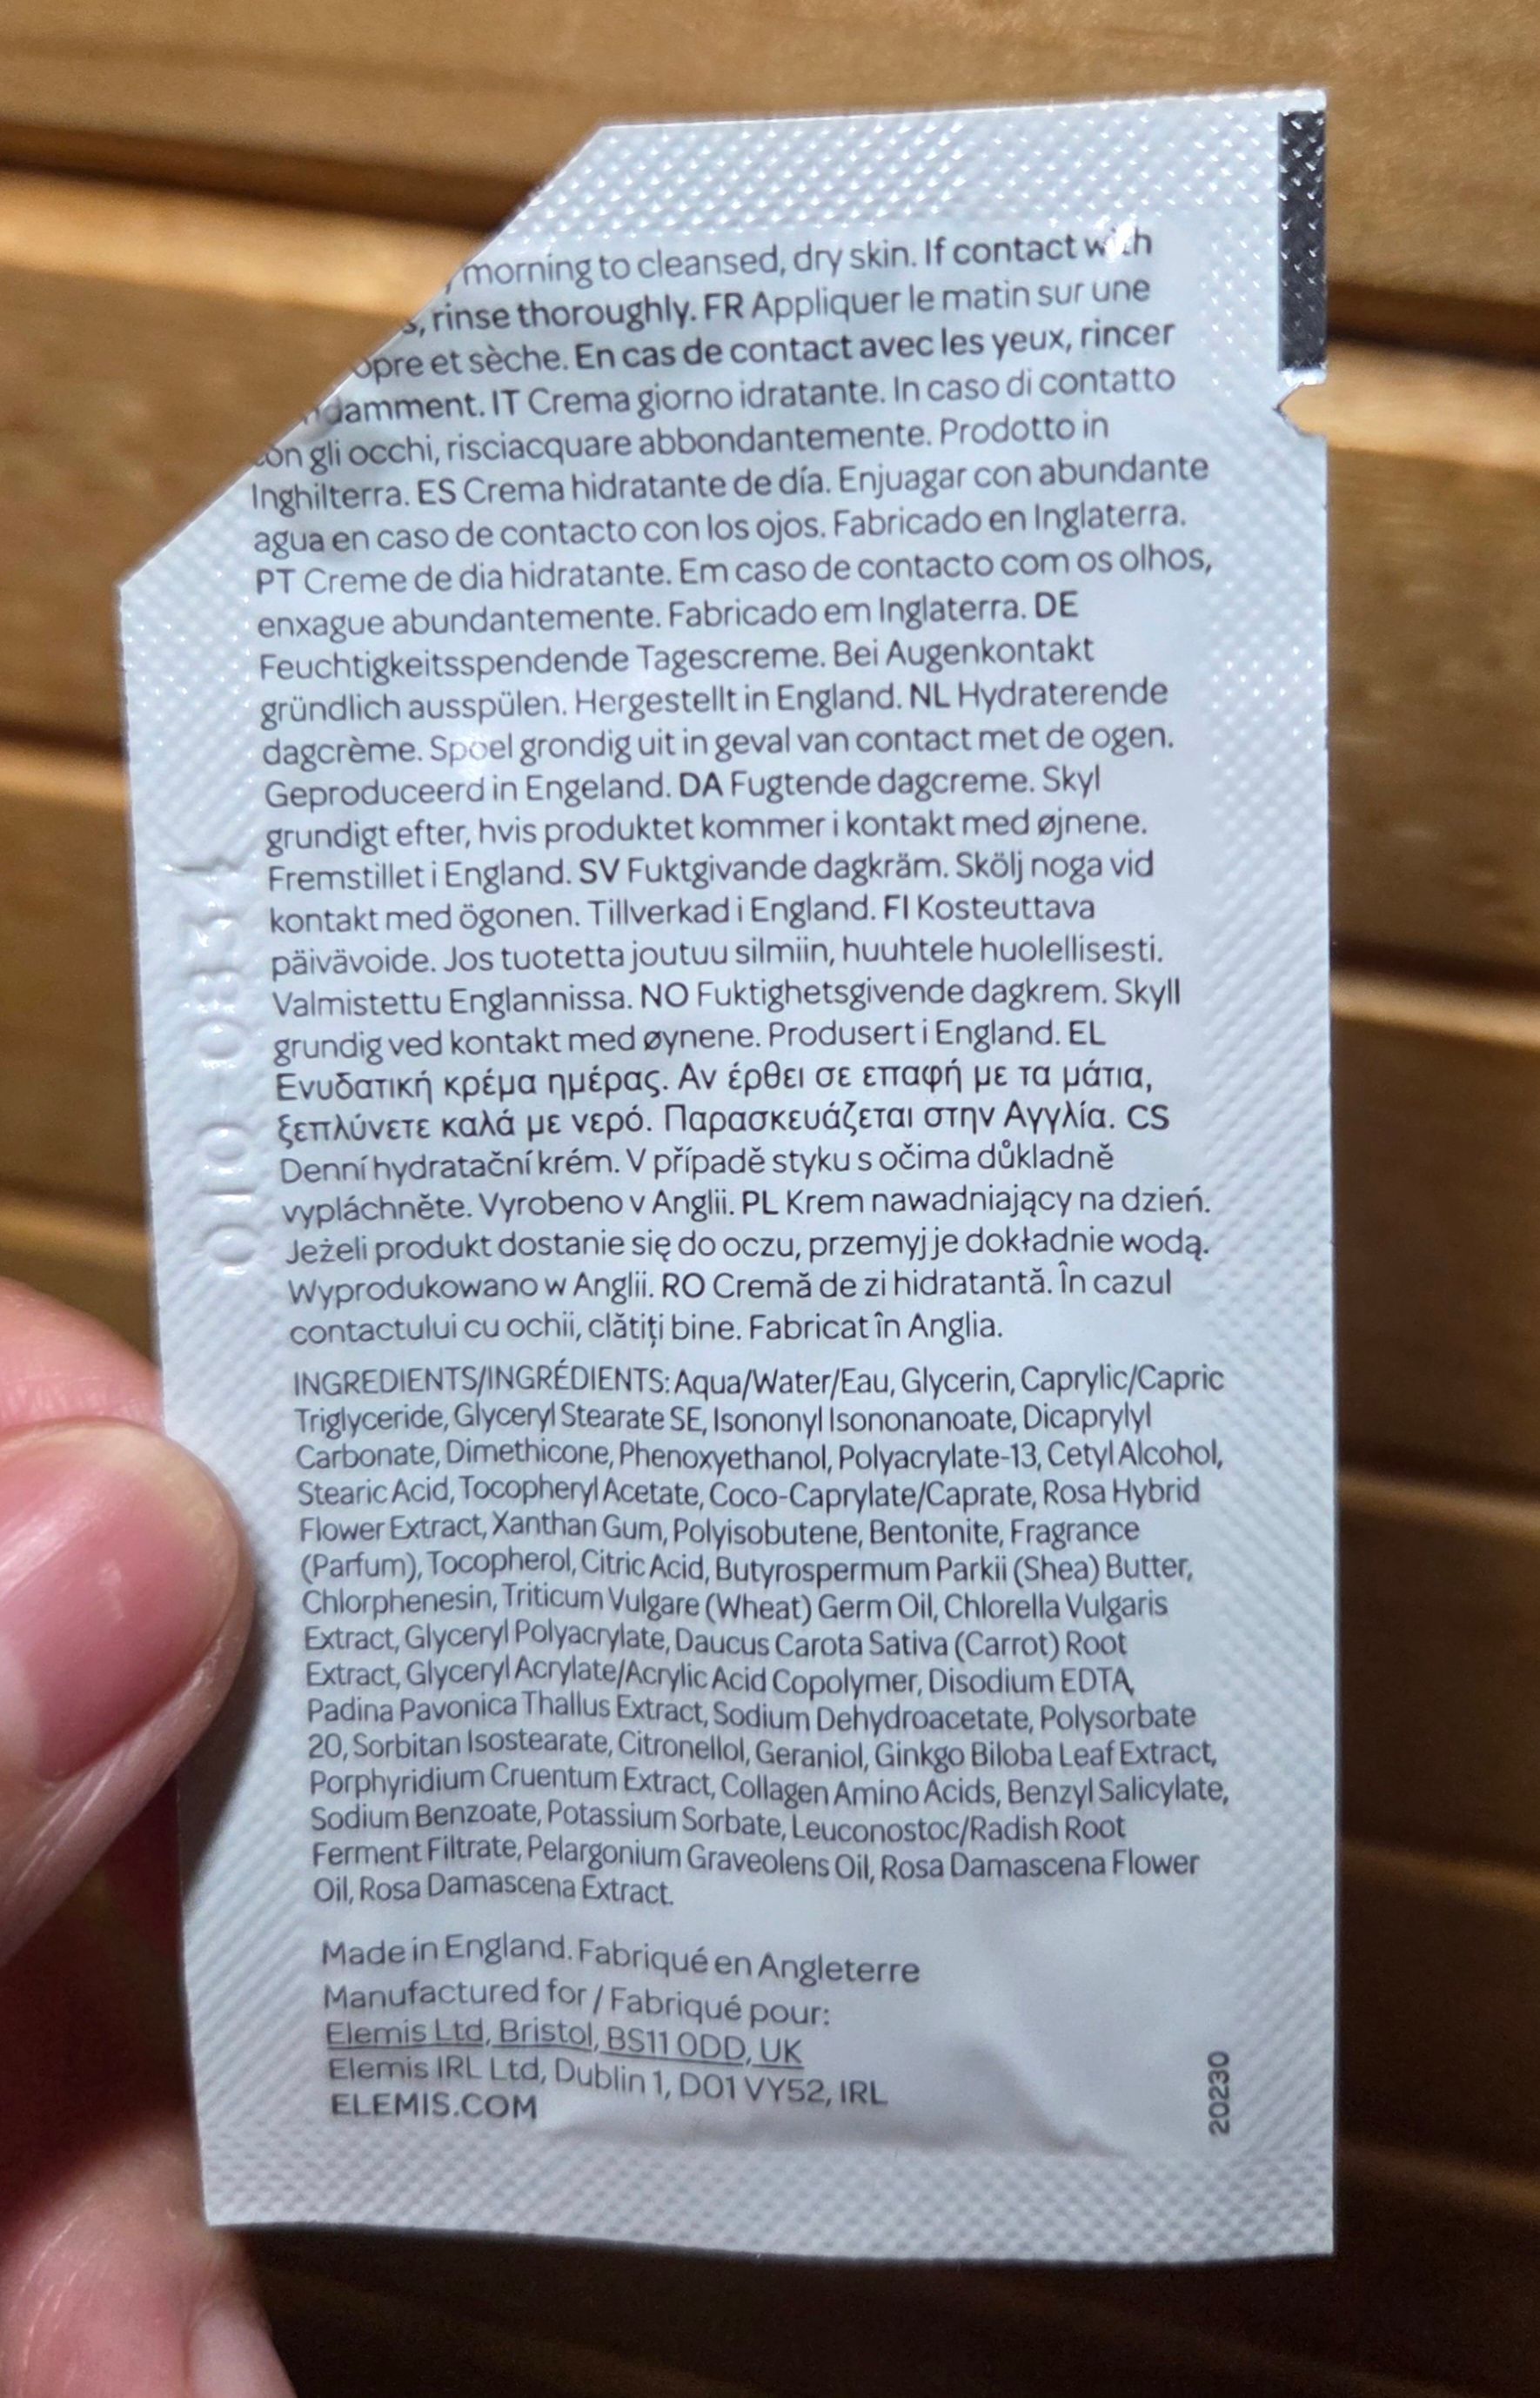 morning to cleansed, dry skin. If contact with
rinse thoroughly. FR Appliquer le matin sur une
et sèche. En cas de contact avec les yeux, rincer
IT Crema giorno idratante. In caso di contatto
con gli occhi, risciacquare abbondantemente. Prodotto in
Inghilterra. ES Crema hidratante de día. Enjuagar con abundante
agua en caso de contacto con los ojos. Fabricado en Inglaterra.
PT Creme de dia hidratante. Em caso de contacto com os olhos,
enxague abundantemente. Fabricado em Inglaterra. DE
Feuchtigkeitsspendende Tagescreme. Bei Augenkontakt
gründlich ausspülen. Hergestellt in England. NL Hydraterende
dagcrème. Spoel grondig uit in geval van contact met de ogen.
Geproduceerd in Engeland. DA Fugtende dagcreme. Skyl
grundigt efter, hvis produktet kommer i kontakt med øjnene.
Fremstillet i England. SV Fuktgivande dagkräm. Skölj noga vid
kontakt med ögonen. Tillverkad i England. FI Kosteuttava
päivävoide. Jos tuotetta joutuu silmiin, huuhtele huolellisesti.
Valmistettu Englannissa. NO Fuktighetsgivende dagkrem. Skyll
grundig ved kontakt med øynene. Produsert i England. EL
Ενυδατική κρέμα ημέρας. Αν έρθει σε επαφή με τα μάτια,
ξεπλύνετε καλά με νερό. Παρασκευάζεται στην Αγγλία. CS
Denní hydratační krém. V případě styku s očima důkladně
vypláchněte. Vyrobeno v Anglii. PL Krem nawadniający na dzień.
Jeżeli produkt dostanie się do oczu, przemyj je dokładnie wodą.
Wyprodukowano w Anglii. RO Cremă de zi hidratantă. În cazul
contactului cu ochii, clătiți bine. Fabricat în Anglia.
INGREDIENTS/INGRÉDIENTS: Aqua/Water/Eau, Glycerin, Caprylic/Capric
Triglyceride, Glyceryl Stearate SE, Isononyl Isononanoate, Dicaprylyl
Carbonate, Dimethicone, Phenoxyethanol, Polyacrylate-13, Cetyl Alcohol,
Stearic Acid, Tocopheryl Acetate, Coco-Caprylate/Caprate, Rosa Hybrid
Flower Extract, Xanthan Gum, Polyisobutene, Bentonite, Fragrance
(Parfum), Tocopherol, Citric Acid, Butyrospermum Parkii (Shea) Butter,
Chlorphenesin, Triticum Vulgare (Wheat) Germ Oil, Chlorella Vulgaris
Extract, Glyceryl Polyacrylate, Daucus Carota Sativa (Carrot) Root
Extract, Glyceryl Acrylate/Acrylic Acid Copolymer, Disodium EDTA,
Padina Pavonica Thallus Extract, Sodium Dehydroacetate, Polysorbate
20, Sorbitan Isostearate, Citronellol, Geraniol, Ginkgo Biloba Leaf Extract,
Porphyridium Cruentum Extract, Collagen Amino Acids, Benzyl Salicylate,
Sodium Benzoate, Potassium Sorbate, Leuconostoc/Radish Root
Ferment Filtrate, Pelargonium Graveolens Oil, Rosa Damascena Flower
Oil, Rosa Damascena Extract.
Made in England. Fabriqué en Angleterre
Manufactured for / Fabriqué pour:
Elemis Ltd, Bristol, BS11 0DD, UK
Elemis IRL Ltd, Dublin 1, D01 VY52, IRL
ELEMIS.COM
20230